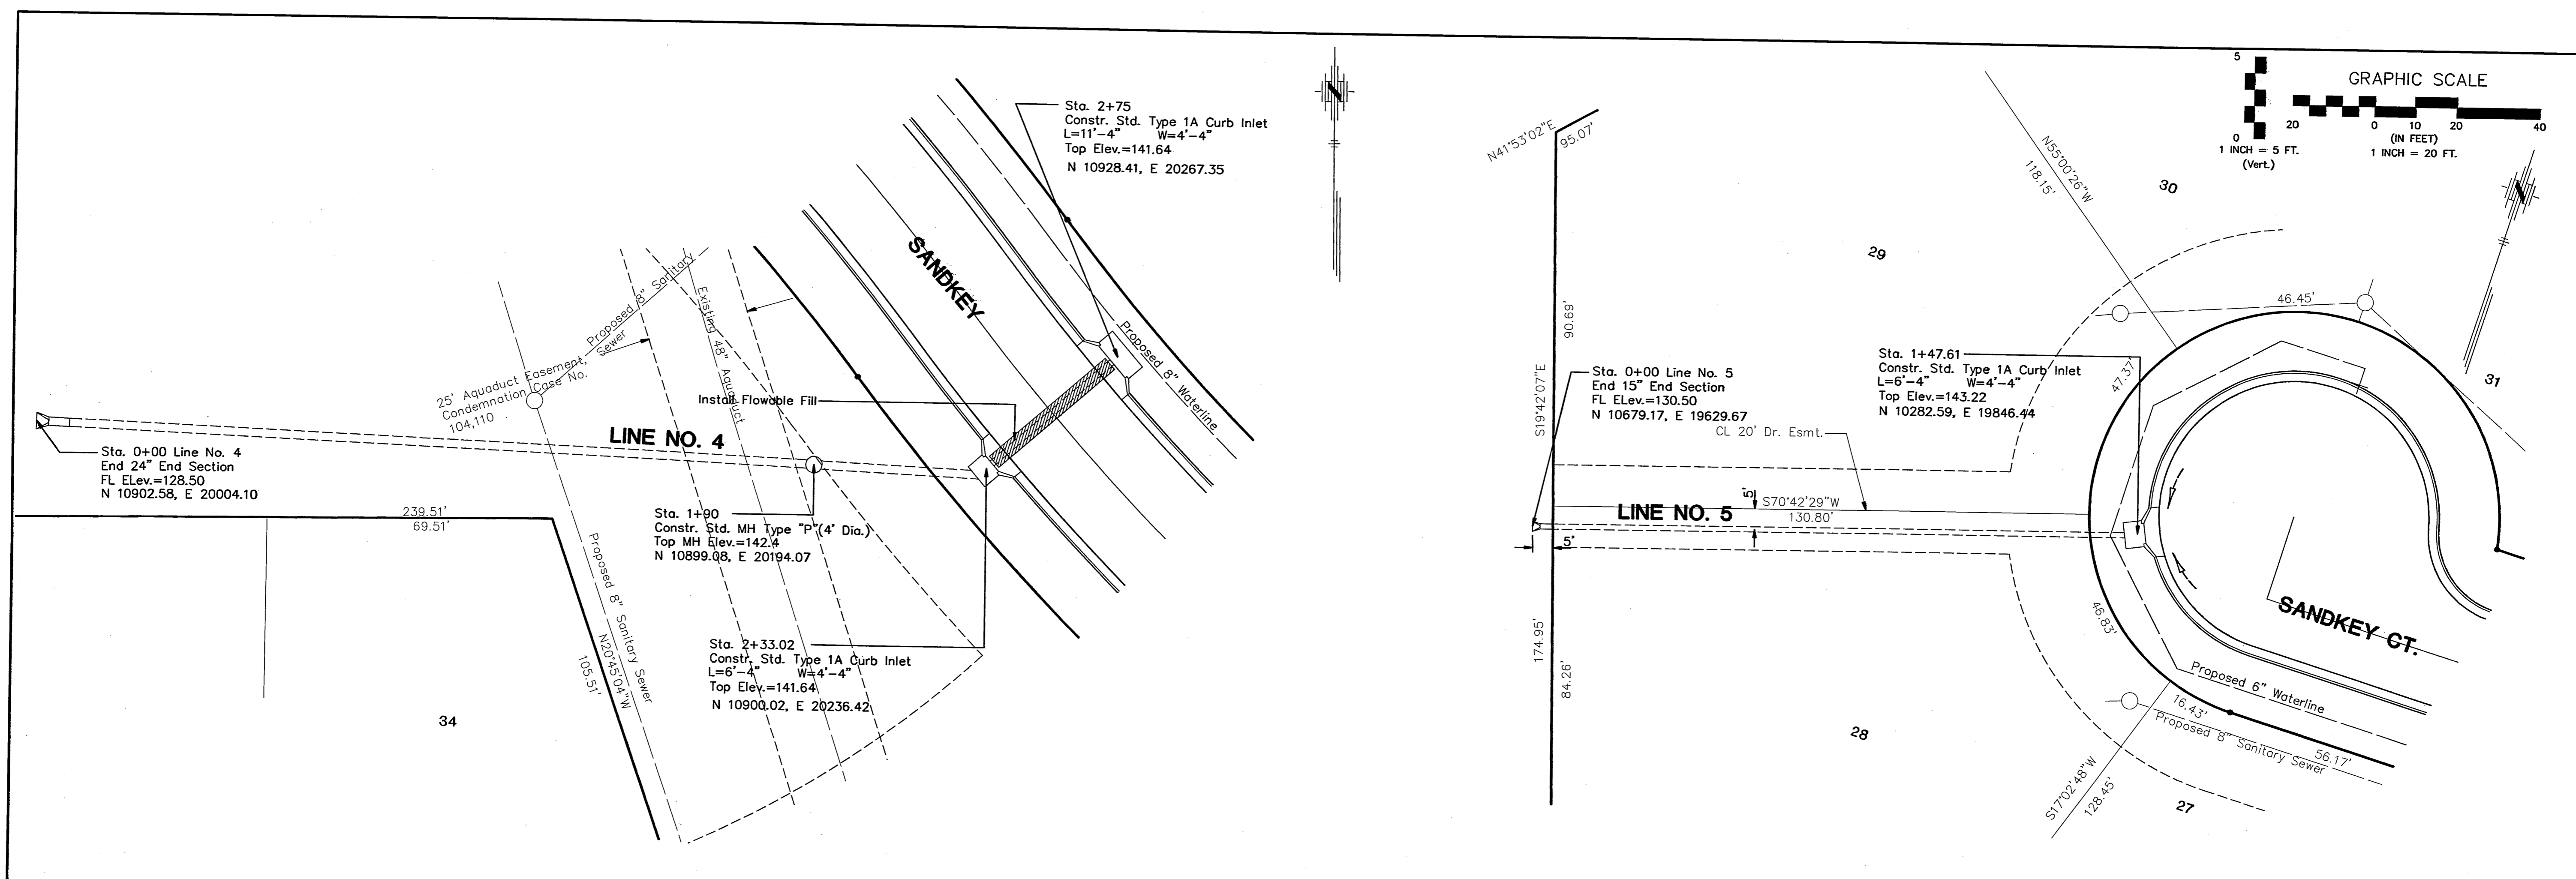 Sta. 2+75
Constr. Std. Type 1A Curb Inlet
L=11'-4" W=4'-4"
Top Elev.=141.64
N 10928.41, E 20267.35
SANDKEY
Proposed 8" Waterline
Proposed 8" Sanitary
Sewer
Existing 48" Aquaduct
25' Aquaduct Easement,
Condemnation Case No.
104,110
Install Flowable Fill
LINE NO. 4
Sta. 0+00 Line No. 4
End 24" End Section
FL ELev.=128.50
N 10902.58, E 20004.10
239.51'
69.51'
Sta. 1+90
Constr. Std. MH Type "P"(4' Dia.)
Top MH Elev.=142.4
N 10899.08, E 20194.07
Proposed 8" Sanitary Sewer
N20°45'04"W
105.51'
34
Sta. 2+33.02
Constr. Std. Type 1A Curb Inlet
L=6'-4" W=4'-4"
Top Elev.=141.64
N 10900.02, E 20236.42
N41°53'02"E
95.07'
5
0
1 INCH = 5 FT.
(Vert.)
GRAPHIC SCALE
20 0 10 20 40
(IN FEET)
1 INCH = 20 FT.
N55°00'26"W
118.15'
30
29
31
46.45'
47.37'
90.69'
S19°42'07"E
Sta. 0+00 Line No. 5
End 15" End Section
FL ELev.=130.50
N 10679.17, E 19629.67
CL 20' Dr. Esmt.
Sta. 1+47.61
Constr. Std. Type 1A Curb Inlet
L=6'-4" W=4'-4"
Top Elev.=143.22
N 10282.59, E 19846.44
5'
S70°42'29"W
130.80'
LINE NO. 5
5'
174.95'
84.26'
46.83'
SANDKEY CT.
Proposed 6" Waterline
16.43'
Proposed 8" Sanitary Sewer
56.17'
S17°02'48"W
128.45'
28
27